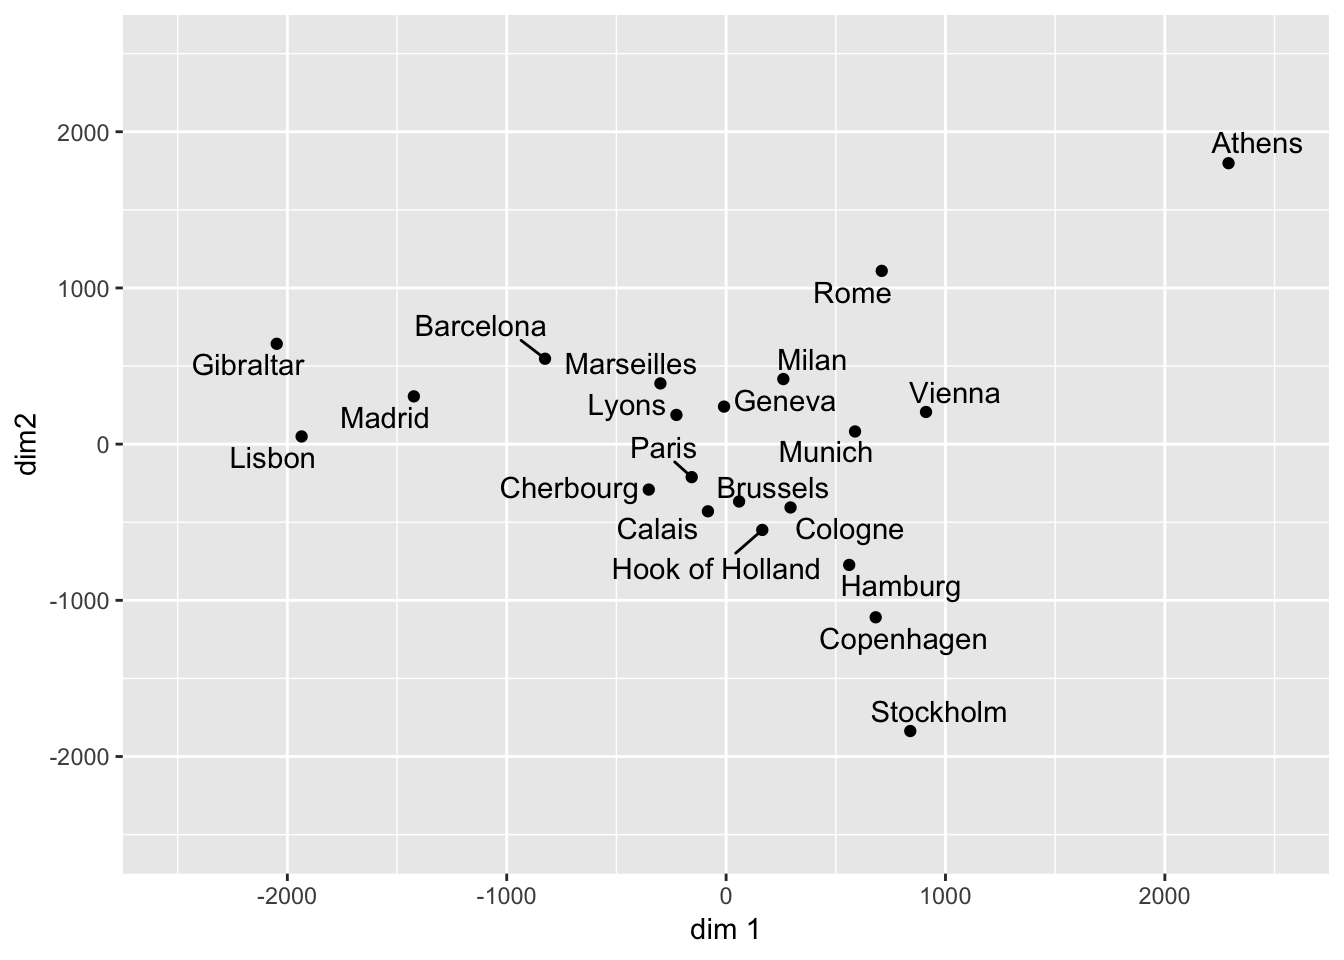 2000
1000
0
-1000
-2000
dim2
Athens
Rome
Barcelona
Gibraltar
Marseilles
Milan
Vienna
Lyons
Geneva
Madrid
Lisbon
Paris
Munich
Cherbourg
Brussels
Calais
Cologne
Hook of Holland
Hamburg
Copenhagen
Stockholm
-2000
-1000
0
1000
2000
dim 1